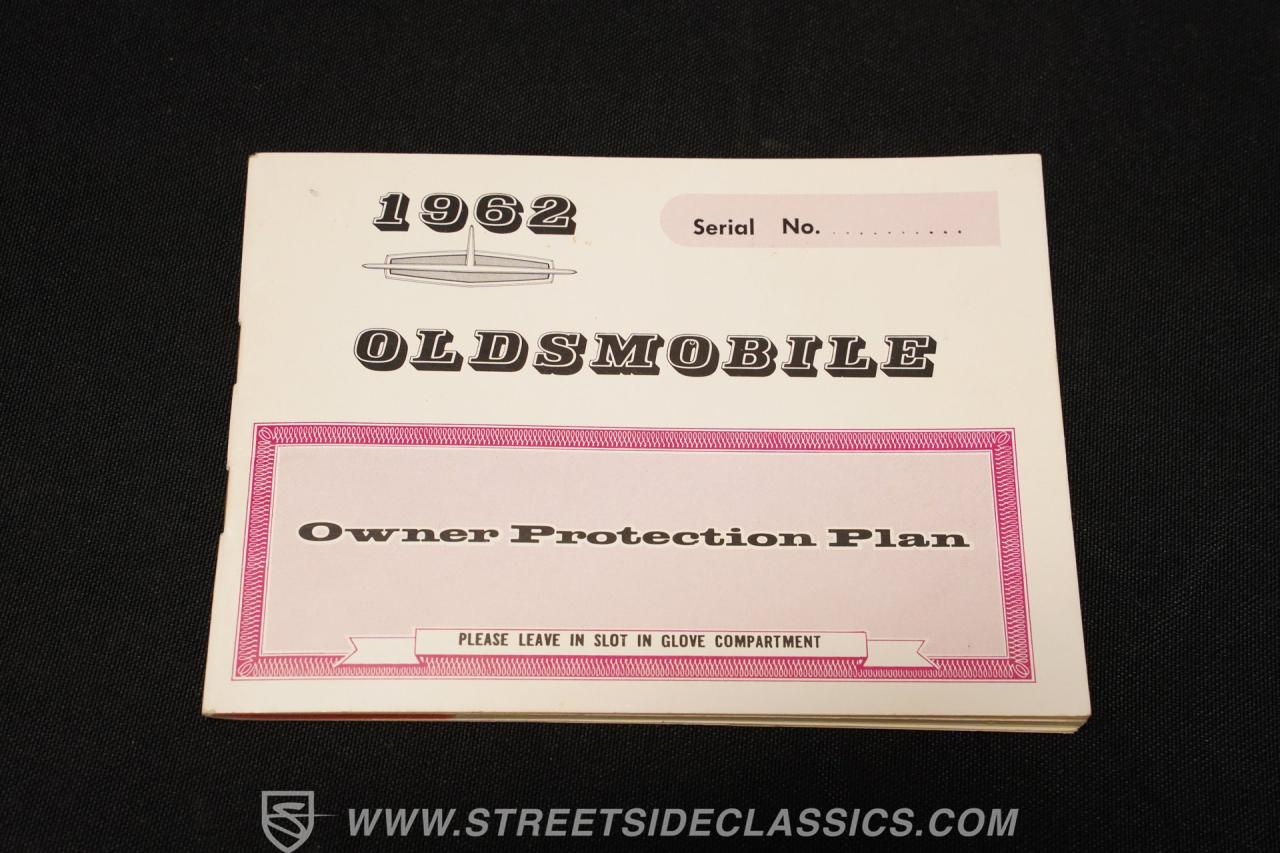 1962
Serial No. ..........
OLDSMOBILE
Owner Protection Plan
PLEASE LEAVE IN SLOT IN GLOVE COMPARTMENT
WWW.STREETSIDECLASSICS.COM